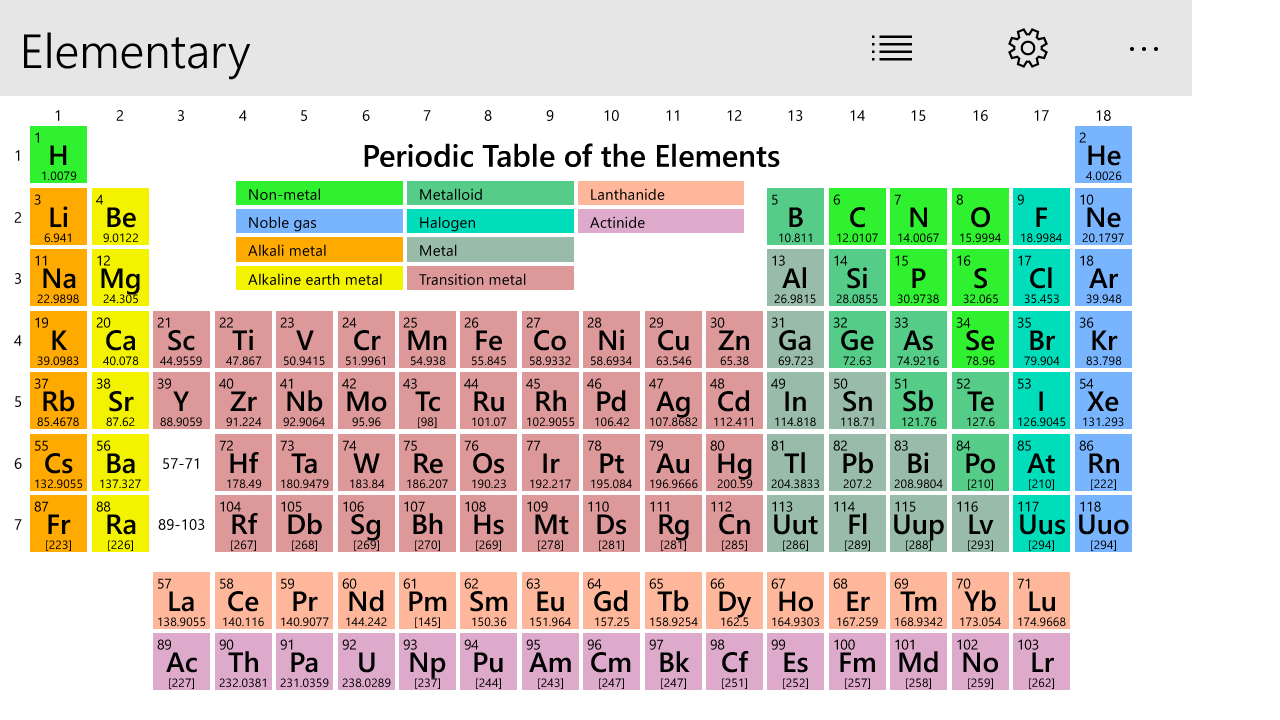 Elementary
1 2 3 4 5 6 7 8 9 10 11 12 13 14 15 16 17 18
Periodic Table of the Elements
1
1 H 1.0079
2 He 4.0026
Non-metal Metalloid Lanthanide
Noble gas Halogen Actinide
Alkali metal Metal
Alkaline earth metal Transition metal
2
3 Li 6.941
4 Be 9.0122
5 B 10.811
6 C 12.0107
7 N 14.0067
8 O 15.9994
9 F 18.9984
10 Ne 20.1797
3
11 Na 22.9898
12 Mg 24.305
13 Al 26.9815
14 Si 28.0855
15 P 30.9738
16 S 32.065
17 Cl 35.453
18 Ar 39.948
4
19 K 39.0983
20 Ca 40.078
21 Sc 44.9559
22 Ti 47.867
23 V 50.9415
24 Cr 51.9961
25 Mn 54.938
26 Fe 55.845
27 Co 58.9332
28 Ni 58.6934
29 Cu 63.546
30 Zn 65.38
31 Ga 69.723
32 Ge 72.63
33 As 74.9216
34 Se 78.96
35 Br 79.904
36 Kr 83.798
5
37 Rb 85.4678
38 Sr 87.62
39 Y 88.9059
40 Zr 91.224
41 Nb 92.9064
42 Mo 95.96
43 Tc [98]
44 Ru 101.07
45 Rh 102.9055
46 Pd 106.42
47 Ag 107.8682
48 Cd 112.411
49 In 114.818
50 Sn 118.71
51 Sb 121.76
52 Te 127.6
53 I 126.9045
54 Xe 131.293
6
55 Cs 132.9055
56 Ba 137.327
57-71
72 Hf 178.49
73 Ta 180.9479
74 W 183.84
75 Re 186.207
76 Os 190.23
77 Ir 192.217
78 Pt 195.084
79 Au 196.9666
80 Hg 200.59
81 Tl 204.3833
82 Pb 207.2
83 Bi 208.9804
84 Po [210]
85 At [210]
86 Rn [222]
7
87 Fr [223]
88 Ra [226]
89-103
104 Rf [267]
105 Db [268]
106 Sg [269]
107 Bh [270]
108 Hs [269]
109 Mt [278]
110 Ds [281]
111 Rg [281]
112 Cn [285]
113 Uut [286]
114 Fl [289]
115 Uup [288]
116 Lv [293]
117 Uus [294]
118 Uuo [294]
57 La 138.9055
58 Ce 140.116
59 Pr 140.9077
60 Nd 144.242
61 Pm [145]
62 Sm 150.36
63 Eu 151.964
64 Gd 157.25
65 Tb 158.9254
66 Dy 162.5
67 Ho 164.9303
68 Er 167.259
69 Tm 168.9342
70 Yb 173.054
71 Lu 174.9668
89 Ac [227]
90 Th 232.0381
91 Pa 231.0359
92 U 238.0289
93 Np [237]
94 Pu [244]
95 Am [243]
96 Cm [247]
97 Bk [247]
98 Cf [251]
99 Es [252]
100 Fm [257]
101 Md [258]
102 No [259]
103 Lr [262]